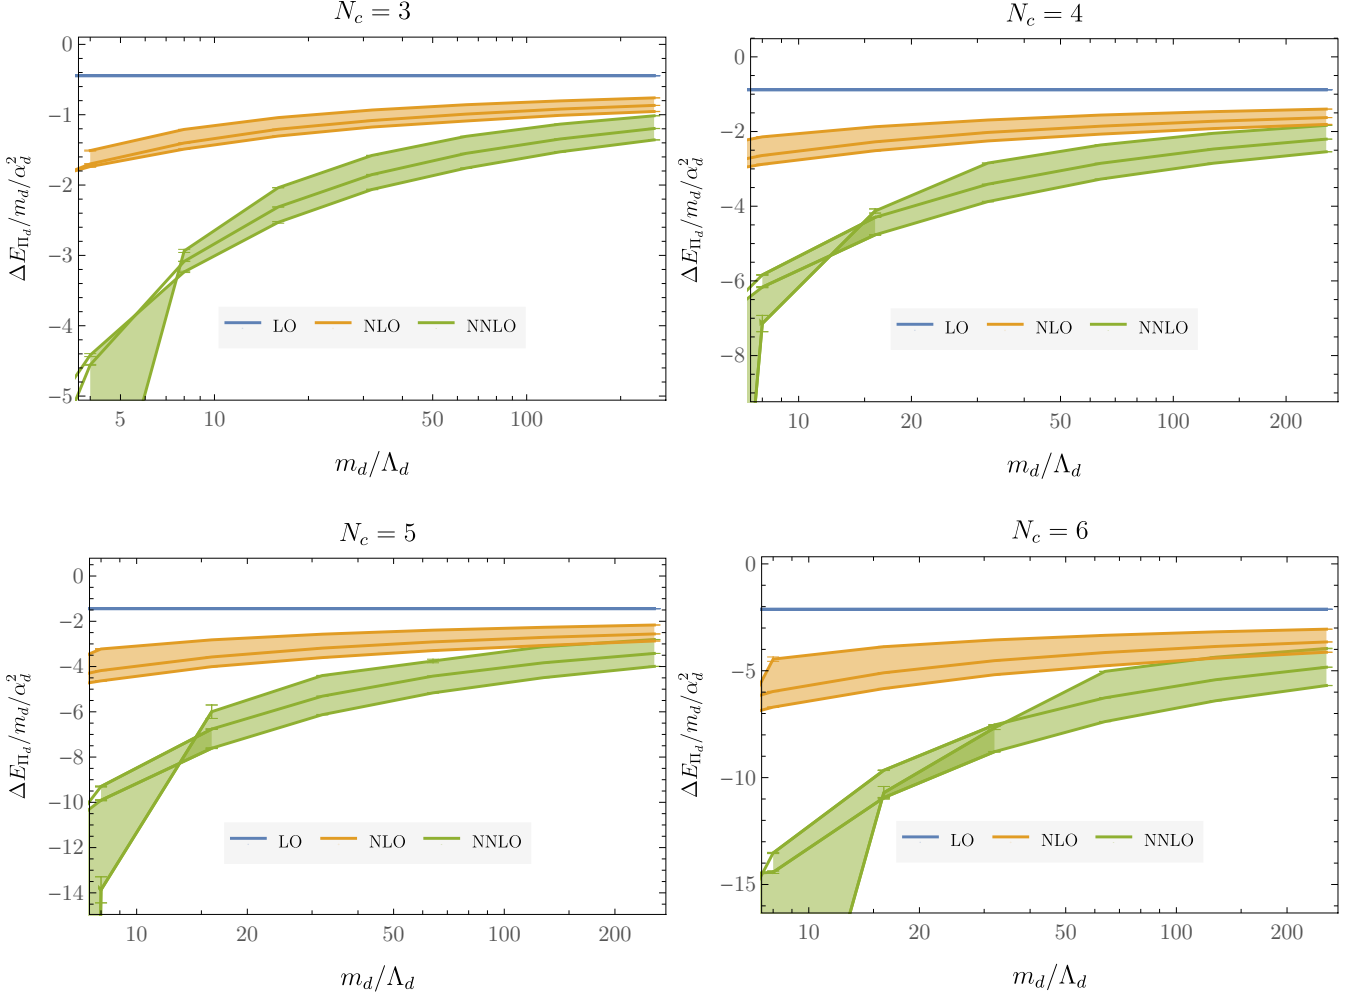 N_c = 3
0
−1
−2
−3
−4
−5
ΔE_{Π_d}/m_d/α_d^2
LO NLO NNLO
5 10 50 100
m_d/Λ_d
N_c = 4
0
−2
−4
−6
−8
ΔE_{Π_d}/m_d/α_d^2
LO NLO NNLO
10 20 50 100 200
m_d/Λ_d
N_c = 5
0
−2
−4
−6
−8
−10
−12
−14
ΔE_{Π_d}/m_d/α_d^2
LO NLO NNLO
10 20 50 100 200
m_d/Λ_d
N_c = 6
0
−5
−10
−15
ΔE_{Π_d}/m_d/α_d^2
LO NLO NNLO
10 20 50 100 200
m_d/Λ_d